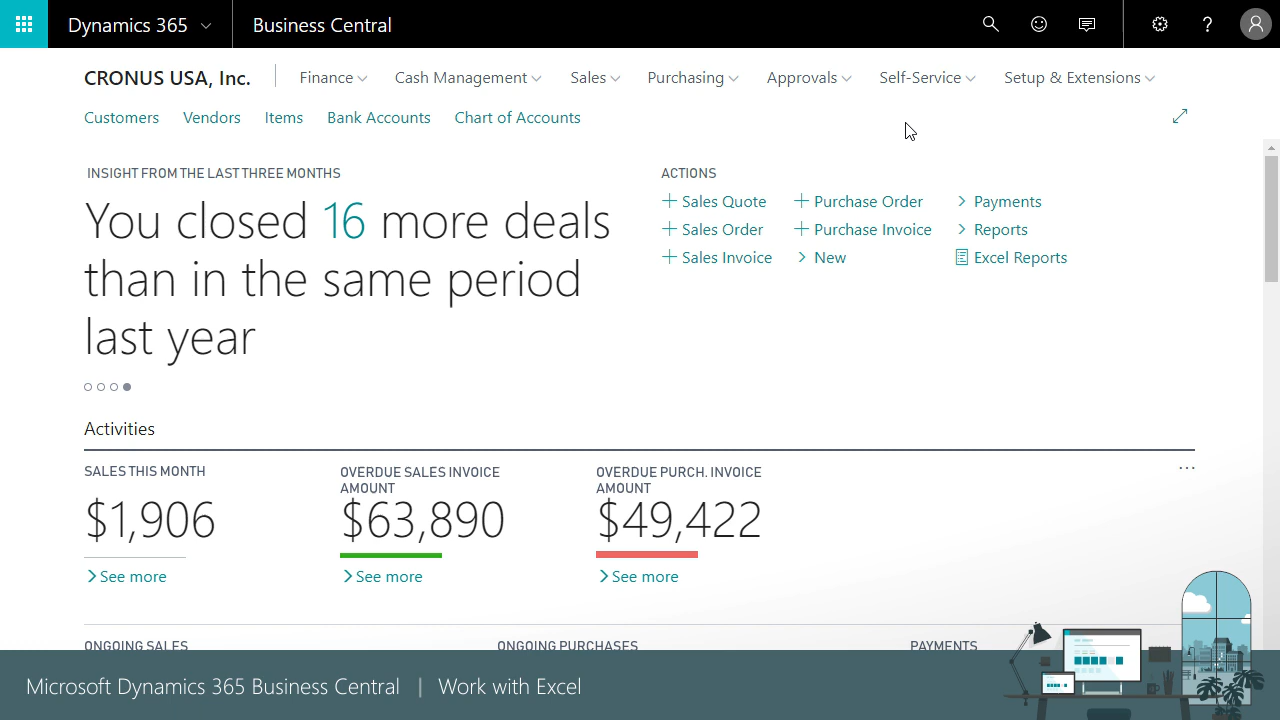 Dynamics 365
Business Central
CRONUS USA, Inc.
Finance
Cash Management
Sales
Purchasing
Approvals
Self-Service
Setup & Extensions
Customers
Vendors
Items
Bank Accounts
Chart of Accounts
INSIGHT FROM THE LAST THREE MONTHS
You closed 16 more deals
than in the same period
last year
ACTIONS
Sales Quote
Purchase Order
Payments
Sales Order
Purchase Invoice
Reports
Sales Invoice
New
Excel Reports
Activities
SALES THIS MONTH
$1,906
See more
OVERDUE SALES INVOICE
AMOUNT
$63,890
See more
OVERDUE PURCH. INVOICE
AMOUNT
$49,422
See more
ONGOING SALES
ONGOING PURCHASES
PAYMENTS
Microsoft Dynamics 365 Business Central | Work with Excel